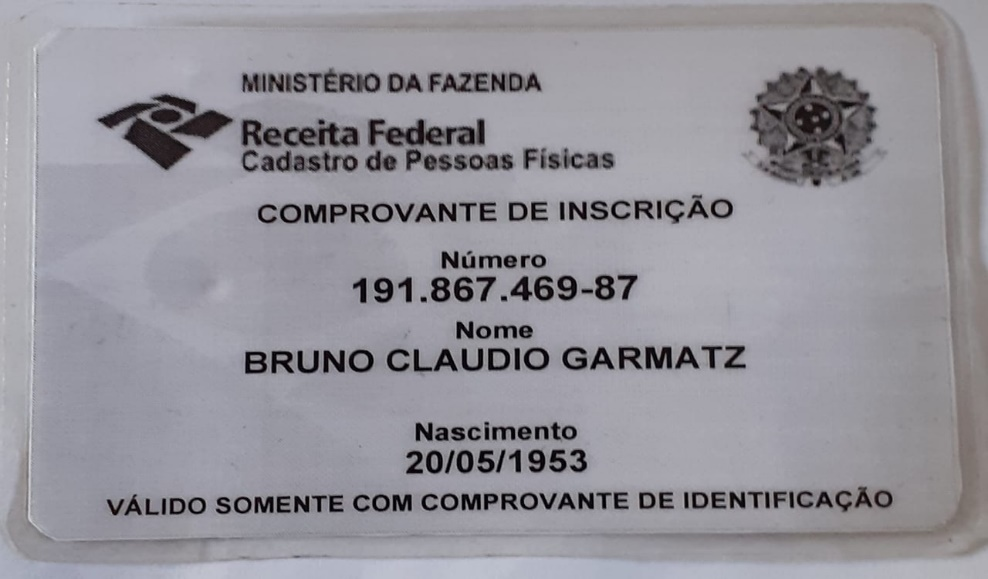 MINISTÉRIO DA FAZENDA
Receita Federal
Cadastro de Pessoas Físicas
COMPROVANTE DE INSCRIÇÃO
Número
191.867.469-87
Nome
BRUNO CLAUDIO GARMATZ
Nascimento
20/05/1953
VÁLIDO SOMENTE COM COMPROVANTE DE IDENTIFICAÇÃO